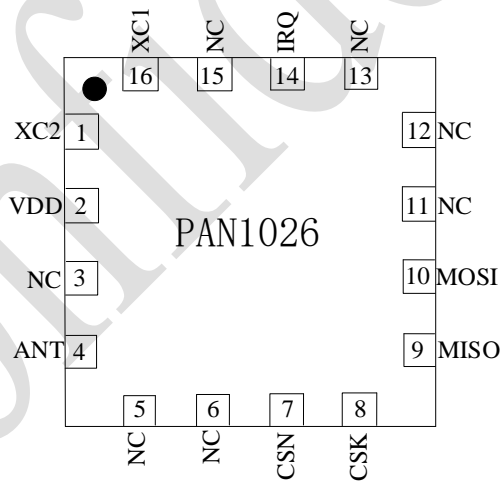 XC1 NC IRQ NC
16 15 14 13
XC2 1 12 NC
VDD 2 11 NC
PAN1026
NC 3 10 MOSI
ANT 4 9 MISO
5 6 7 8
NC NC CSN CSK